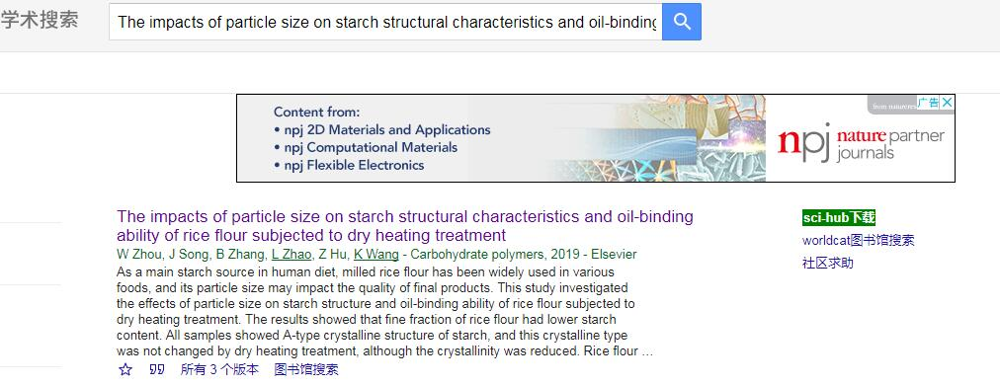 学术搜索
The impacts of particle size on starch structural characteristics and oil-binding
Content from:
• npj 2D Materials and Applications
• npj Computational Materials
• npj Flexible Electronics
npj nature partner
journals
广告
The impacts of particle size on starch structural characteristics and oil-binding
ability of rice flour subjected to dry heating treatment
W Zhou, J Song, B Zhang, L Zhao, Z Hu, K Wang - Carbohydrate polymers, 2019 - Elsevier
As a main starch source in human diet, milled rice flour has been widely used in various
foods, and its particle size may impact the quality of final products. This study investigated
the effects of particle size on starch structure and oil-binding ability of rice flour subjected to
dry heating treatment. The results showed that fine fraction of rice flour had lower starch
content. All samples showed A-type crystalline structure of starch, and this crystalline type
was not changed by dry heating treatment, although the crystallinity was reduced. Rice flour ...
所有 3 个版本 图书馆搜索
sci-hub下载
worldcat图书馆搜索
社区求助